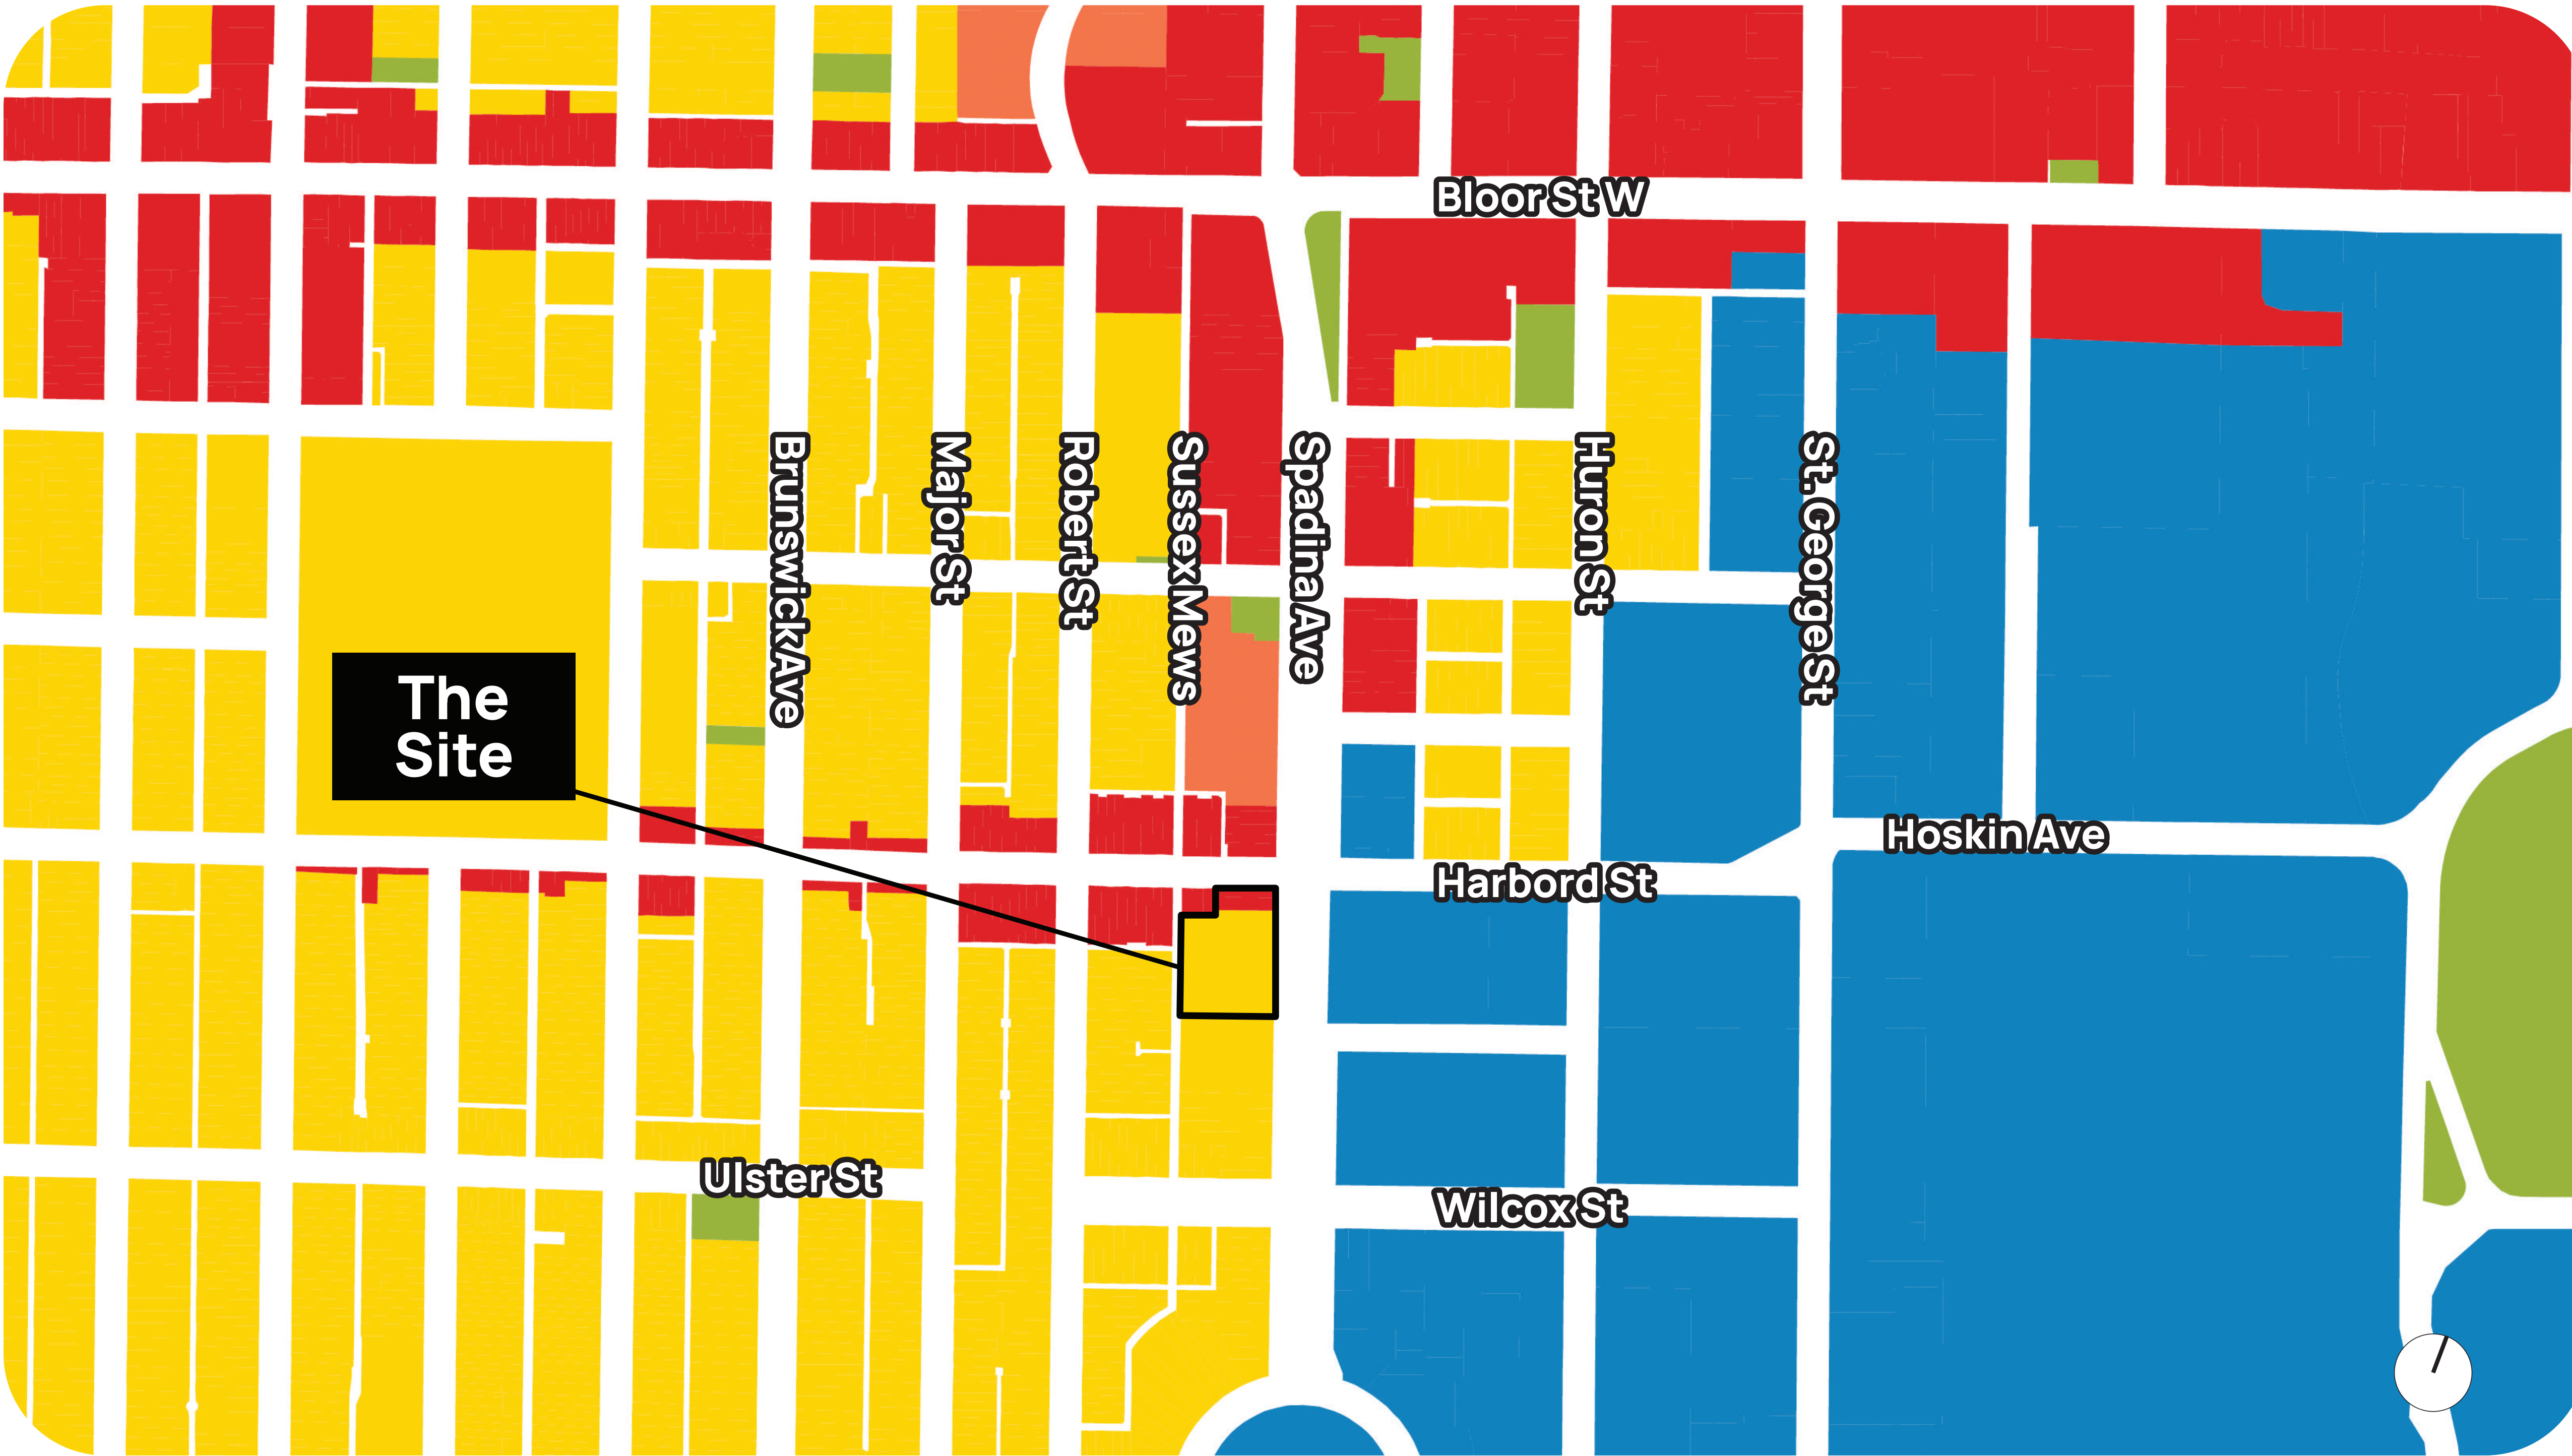 Bloor St W
Brunswick Ave
Major St
Robert St
Sussex Mews
Spadina Ave
Huron St
St. George St
The
Site
Hoskin Ave
Harbord St
Ulster St
Wilcox St